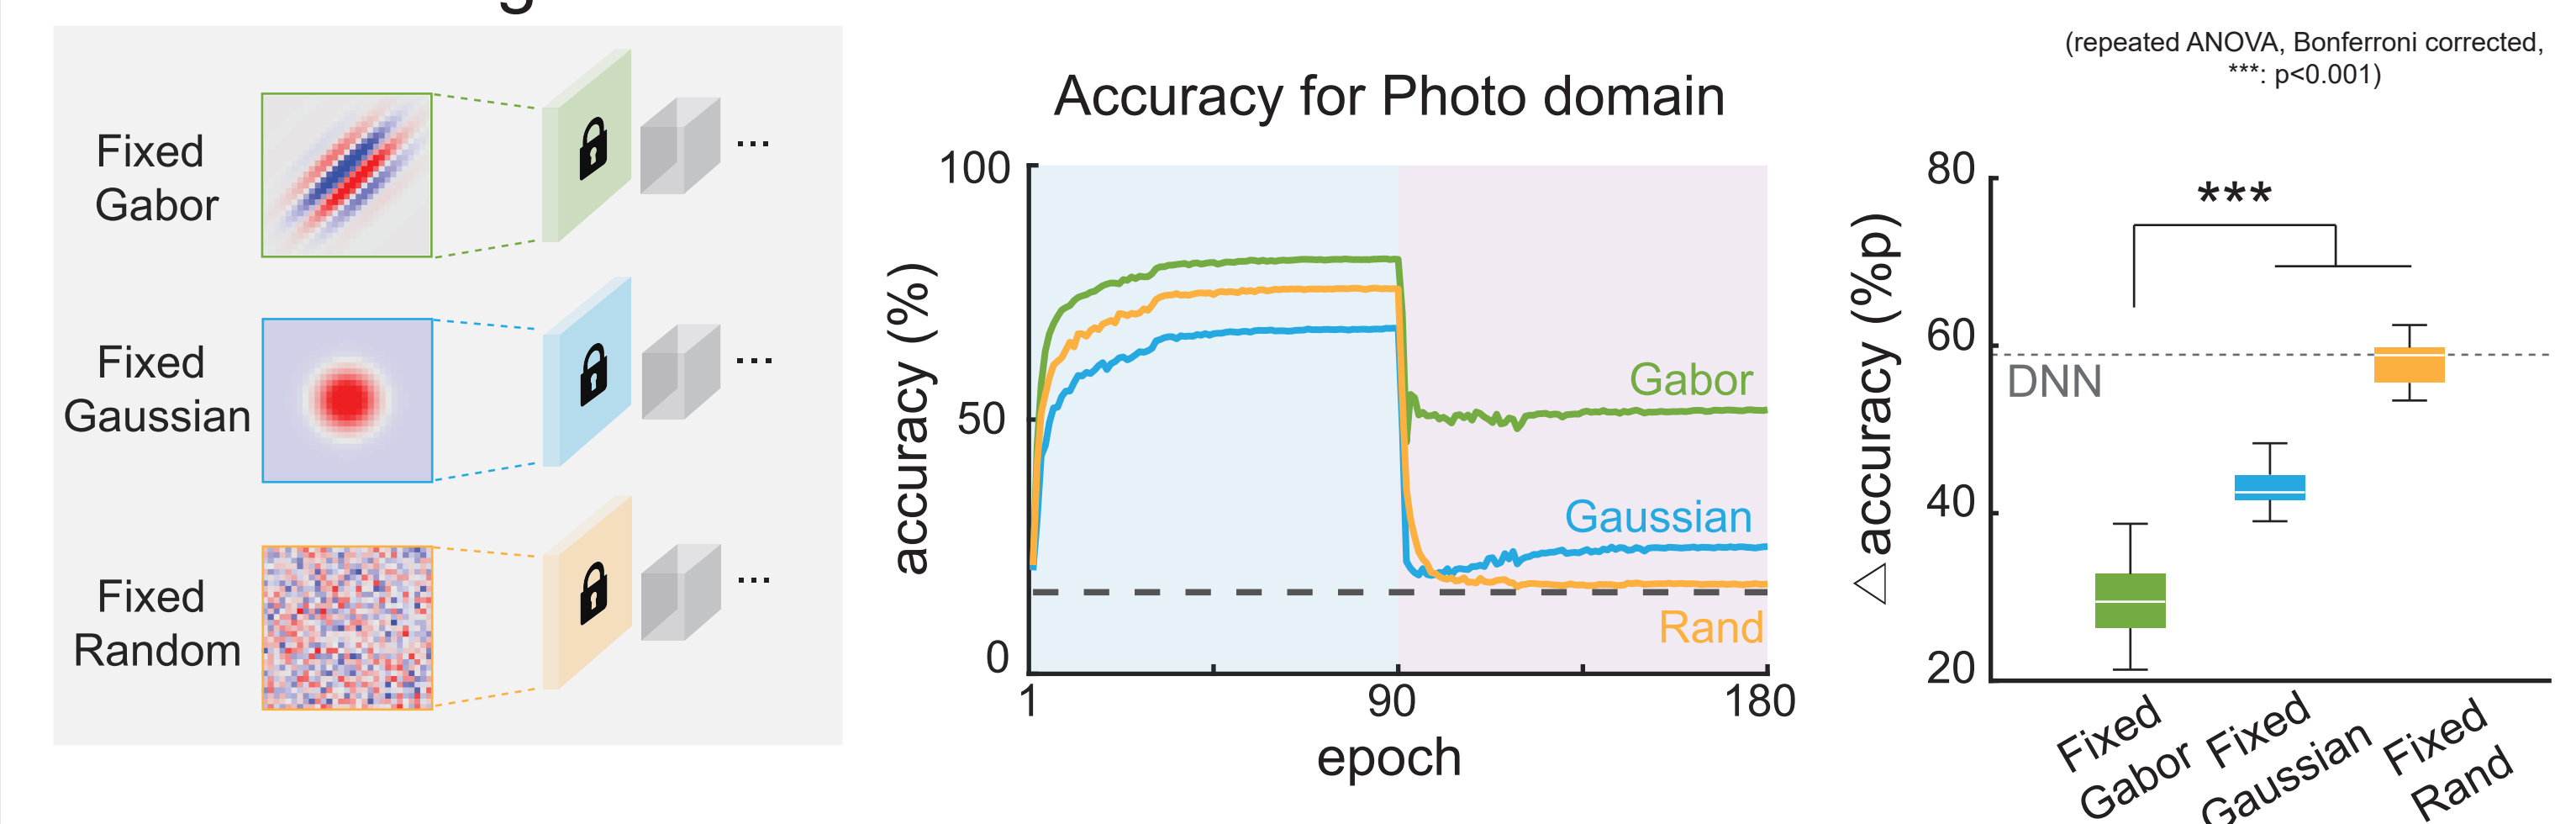 Fixed
Gabor
...
Fixed
Gaussian
...
Fixed
Random
...
Accuracy for Photo domain
accuracy (%)
100
50
0
Gabor
Gaussian
Rand
1
90
180
epoch
(repeated ANOVA, Bonferroni corrected,
***: p<0.001)
△ accuracy (%p)
80
60
40
20
***
DNN
Fixed
Gabor
Fixed
Gaussian
Fixed
Rand